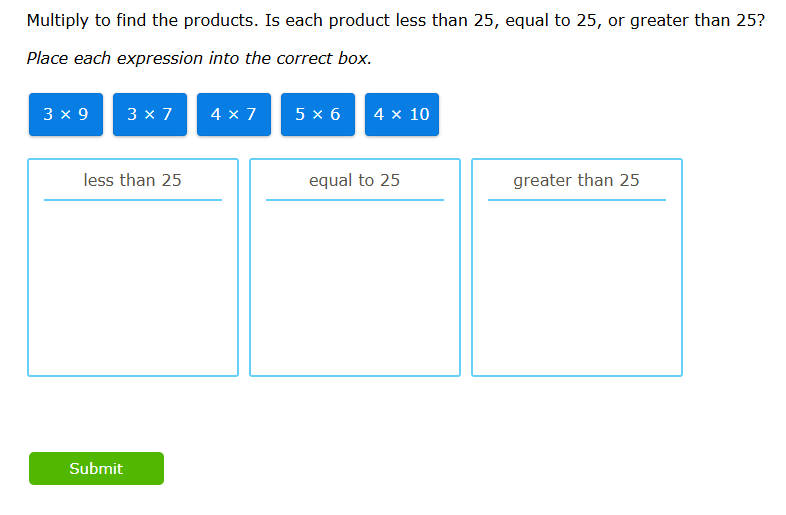 Multiply to find the products. Is each product less than 25, equal to 25, or greater than 25?
Place each expression into the correct box.
3 × 9 3 × 7 4 × 7 5 × 6 4 × 10
less than 25 equal to 25 greater than 25
Submit